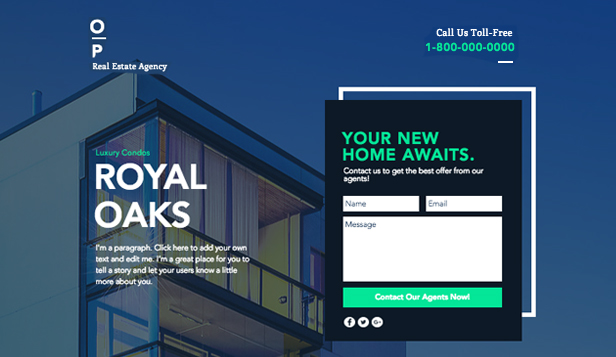 O
P
Real Estate Agency
Call Us Toll-Free
1-800-000-0000
Luxury Condos
ROYAL
OAKS
I'm a paragraph. Click here to add your own
text and edit me. I'm a great place for you to
tell a story and let your users know a little
more about you.
YOUR NEW
HOME AWAITS.
Contact us to get the best offer from our
agents!
Name
Email
Message
Contact Our Agents Now!